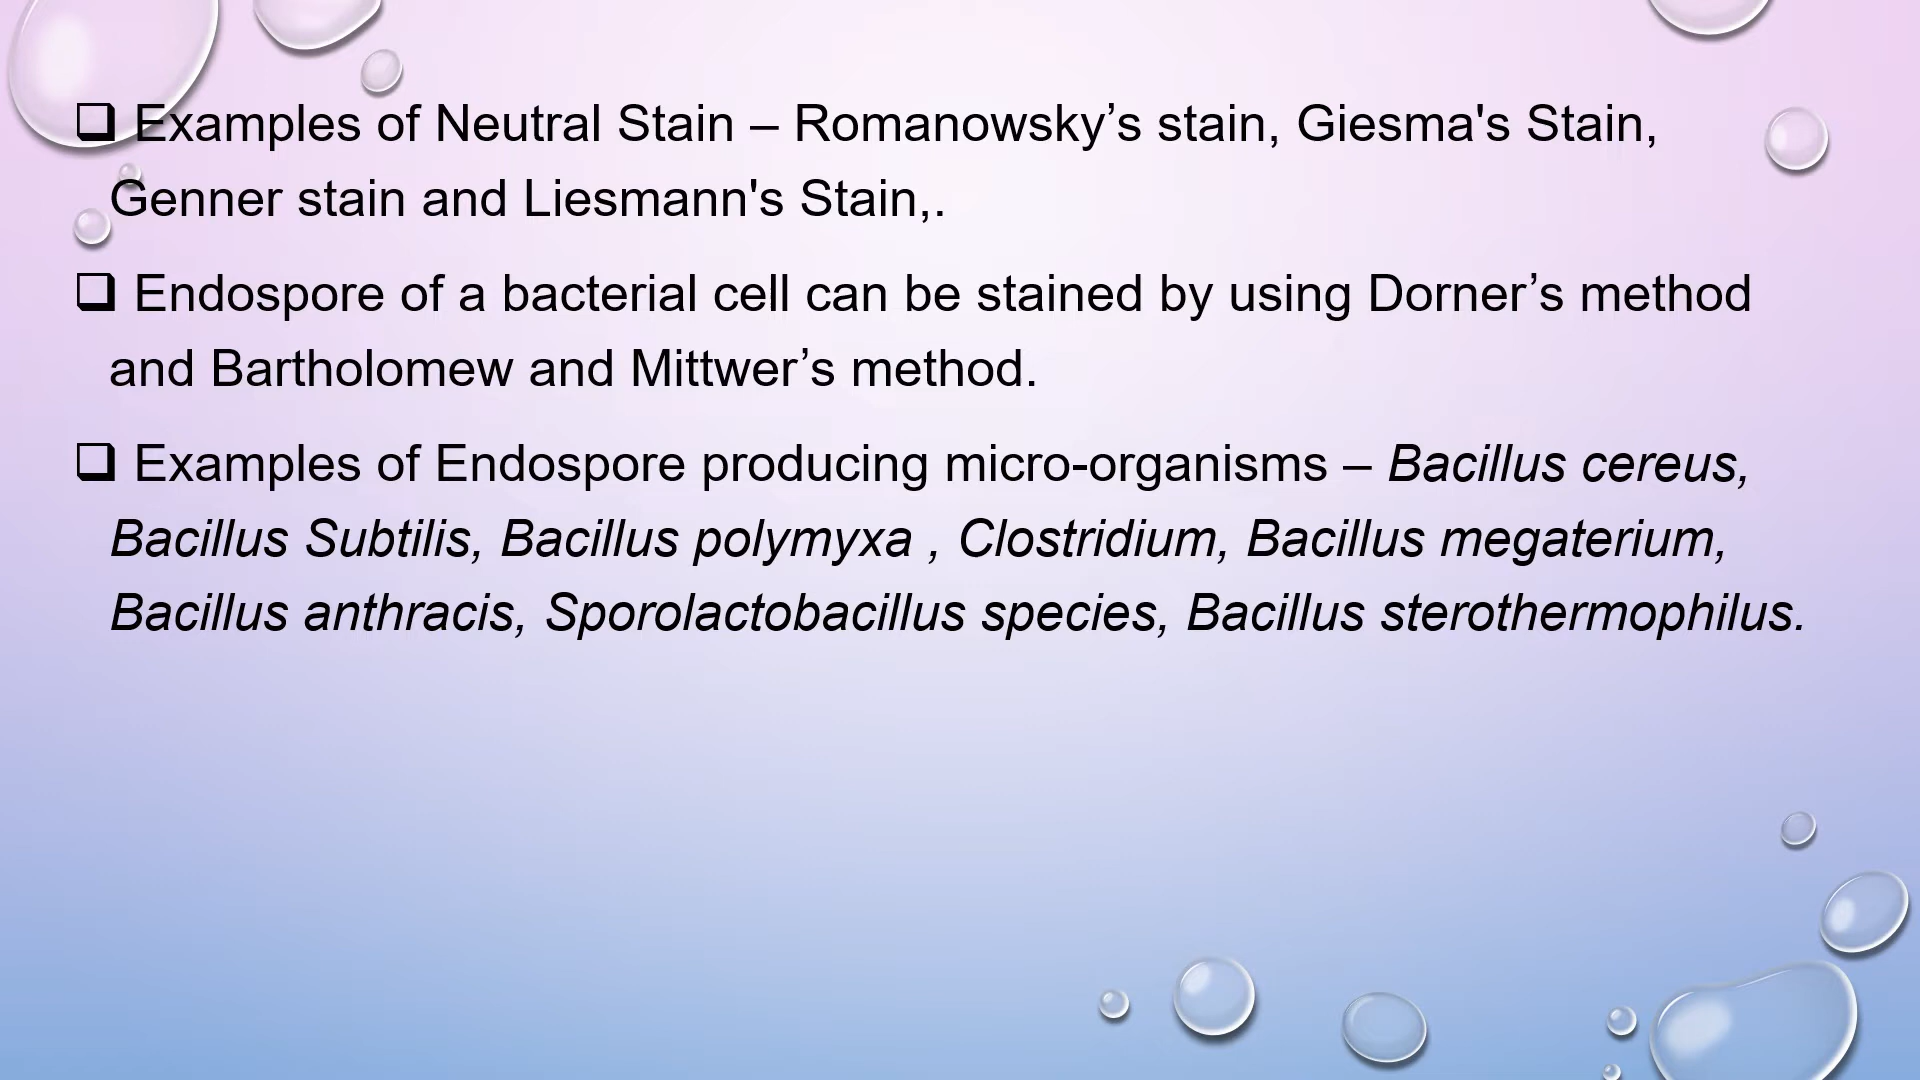 ❑ Examples of Neutral Stain – Romanowsky’s stain, Giesma's Stain,
Genner stain and Liesmann's Stain,.
❑ Endospore of a bacterial cell can be stained by using Dorner’s method
and Bartholomew and Mittwer’s method.
❑ Examples of Endospore producing micro-organisms – Bacillus cereus,
Bacillus Subtilis, Bacillus polymyxa , Clostridium, Bacillus megaterium,
Bacillus anthracis, Sporolactobacillus species, Bacillus sterothermophilus.